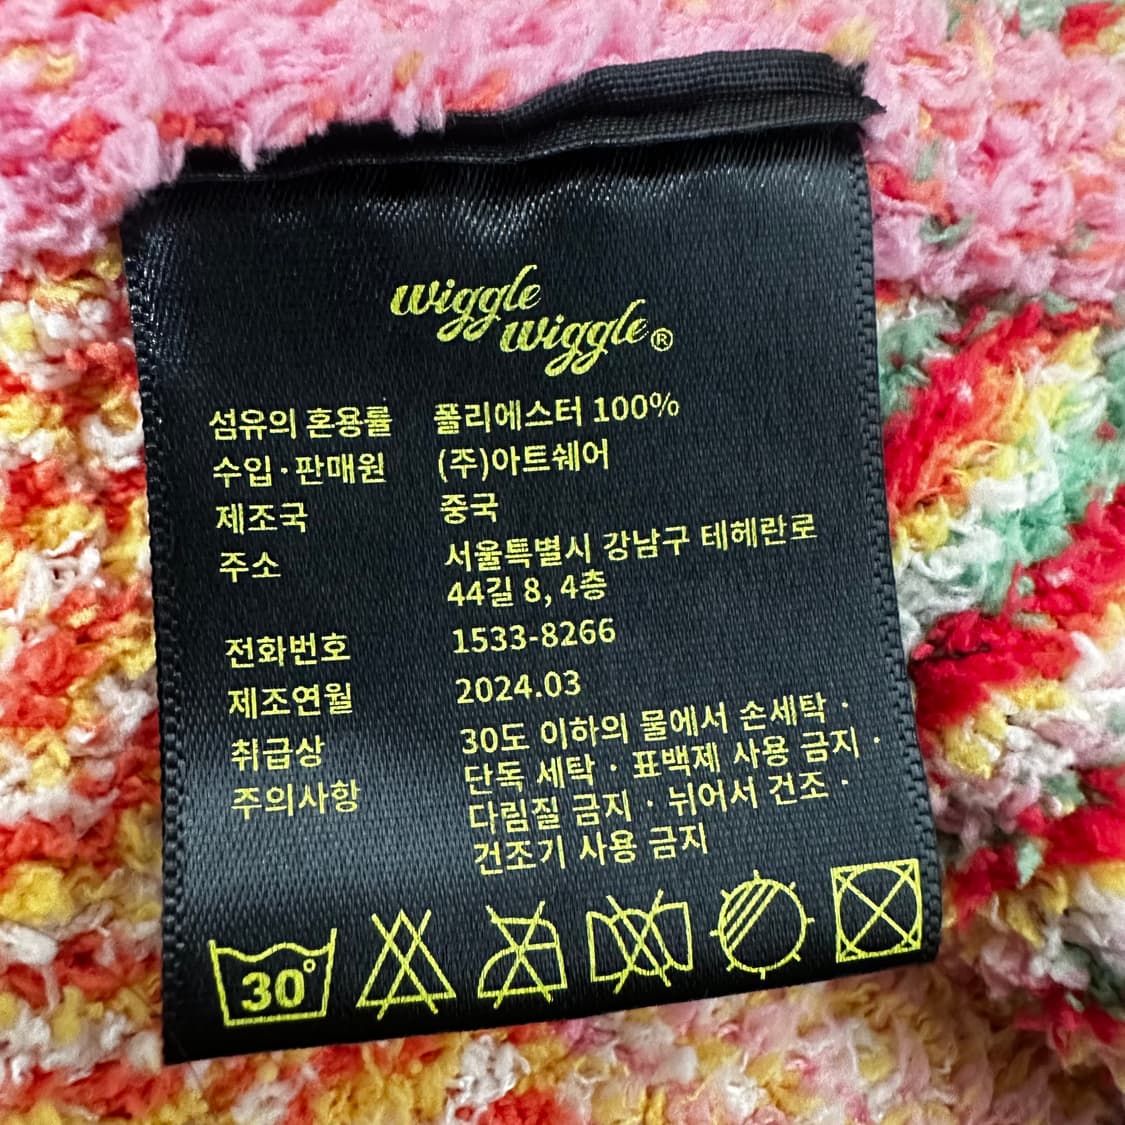 wiggle
wiggle®
섬유의 혼용률 폴리에스터 100%
수입·판매원 (주)아트쉐어
제조국 중국
주소 서울특별시 강남구 테헤란로
44길 8, 4층
전화번호 1533-8266
제조연월 2024.03
취급상 30도 이하의 물에서 손세탁 ·
주의사항 단독 세탁 · 표백제 사용 금지 ·
다림질 금지 · 뉘어서 건조 ·
건조기 사용 금지
30°